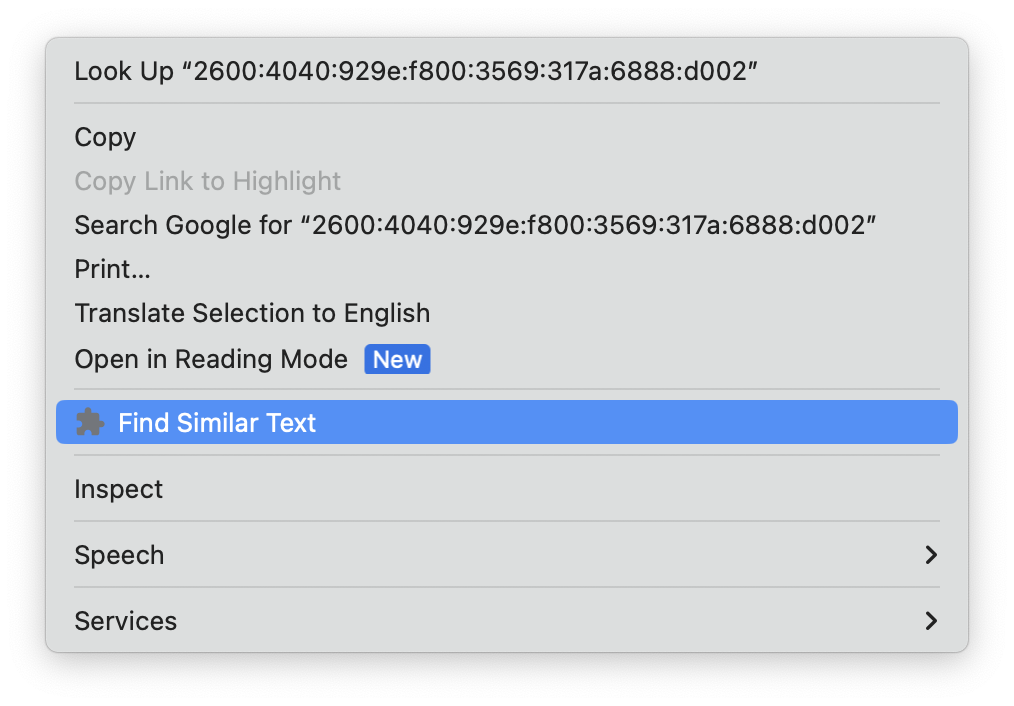 Look Up “2600:4040:929e:f800:3569:317a:6888:d002”
Copy
Copy Link to Highlight
Search Google for “2600:4040:929e:f800:3569:317a:6888:d002”
Print...
Translate Selection to English
Open in Reading Mode New
Find Similar Text
Inspect
Speech
Services